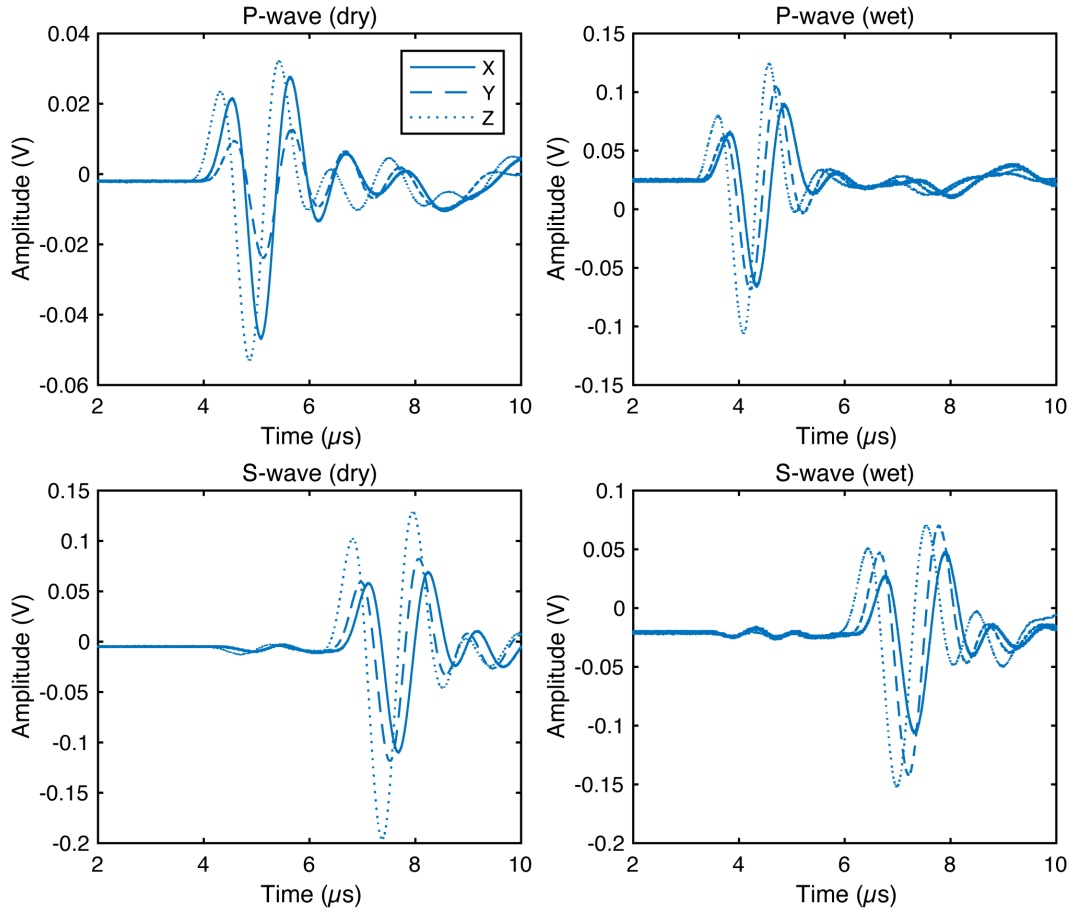 P-wave (dry)
0.04
0.02
0
-0.02
-0.04
-0.06
Amplitude (V)
X
Y
Z
2 4 6 8 10
Time (µs)
P-wave (wet)
0.15
0.1
0.05
0
-0.05
-0.1
-0.15
Amplitude (V)
2 4 6 8 10
Time (µs)
S-wave (dry)
0.15
0.1
0.05
0
-0.05
-0.1
-0.15
-0.2
Amplitude (V)
2 4 6 8 10
Time (µs)
S-wave (wet)
0.1
0.05
0
-0.05
-0.1
-0.15
-0.2
Amplitude (V)
2 4 6 8 10
Time (µs)